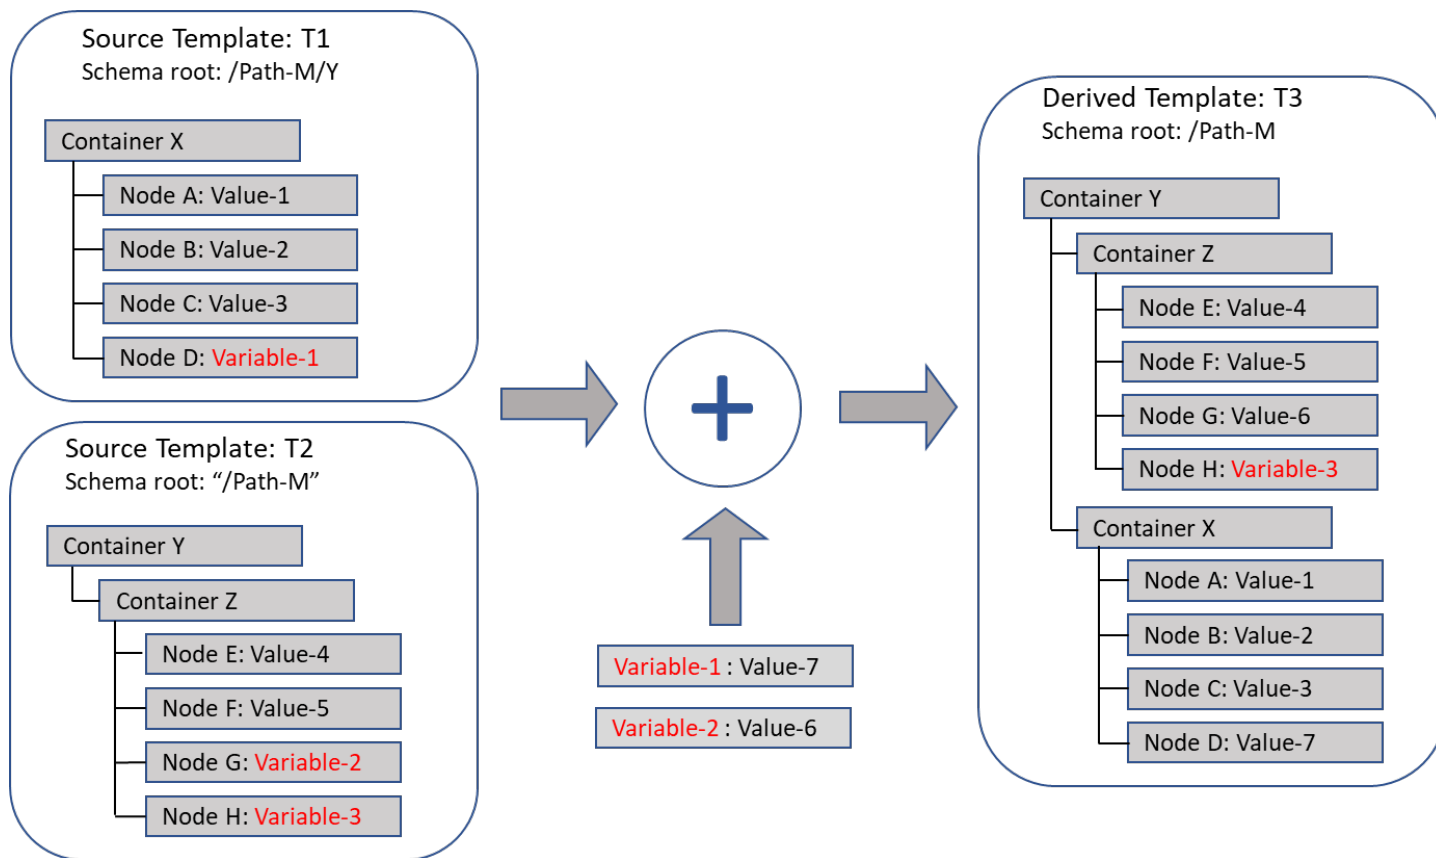 Source Template: T1
Schema root: /Path-M/Y
Container X
Node A: Value-1
Node B: Value-2
Node C: Value-3
Node D: Variable-1
Source Template: T2
Schema root: “/Path-M”
Container Y
Container Z
Node E: Value-4
Node F: Value-5
Node G: Variable-2
Node H: Variable-3
+
Variable-1 : Value-7
Variable-2 : Value-6
Derived Template: T3
Schema root: /Path-M
Container Y
Container Z
Node E: Value-4
Node F: Value-5
Node G: Value-6
Node H: Variable-3
Container X
Node A: Value-1
Node B: Value-2
Node C: Value-3
Node D: Value-7